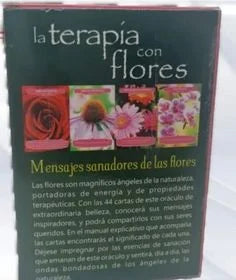 la terapia
con
flores
Mensajes sanadores de las flores
Las flores son magníficos ángeles de la naturaleza,
portadoras de energía y de propiedades
terapéuticas. Con las 44 cartas de este oráculo de
extraordinaria belleza, conocerá sus mensajes
inspiradores, y podrá compartirlos con sus seres
queridos. En el manual explicativo que acompaña
las cartas encontrarás el significado de cada una.
Déjese impregnar por las esencias de sanación
que emanan de este oráculo y sentirá, día a día, las
ondas bondadosas de los ángeles de la
naturaleza.